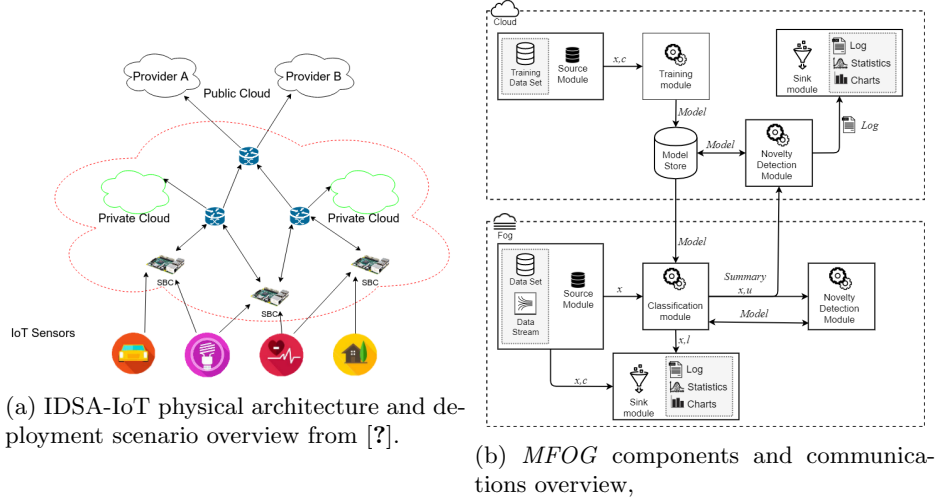 Provider A
Provider B
Public Cloud
Private Cloud
Private Cloud
SBC
SBC
SBC
IoT Sensors
(a) IDSA-IoT physical architecture and de-
ployment scenario overview from [?].
Cloud
Training
Data Set
Source
Module
x,c
Training
module
Model
Model
Store
Model
Novelty
Detection
Module
Log
Sink
module
Log
Statistics
Charts
Model
Fog
Data Set
Data
Stream
Source
Module
x
Classification
module
Summary
x,u
Model
Novelty
Detection
Module
x,l
x,c
Sink
module
Log
Statistics
Charts
(b) MFOG components and communica-
tions overview,